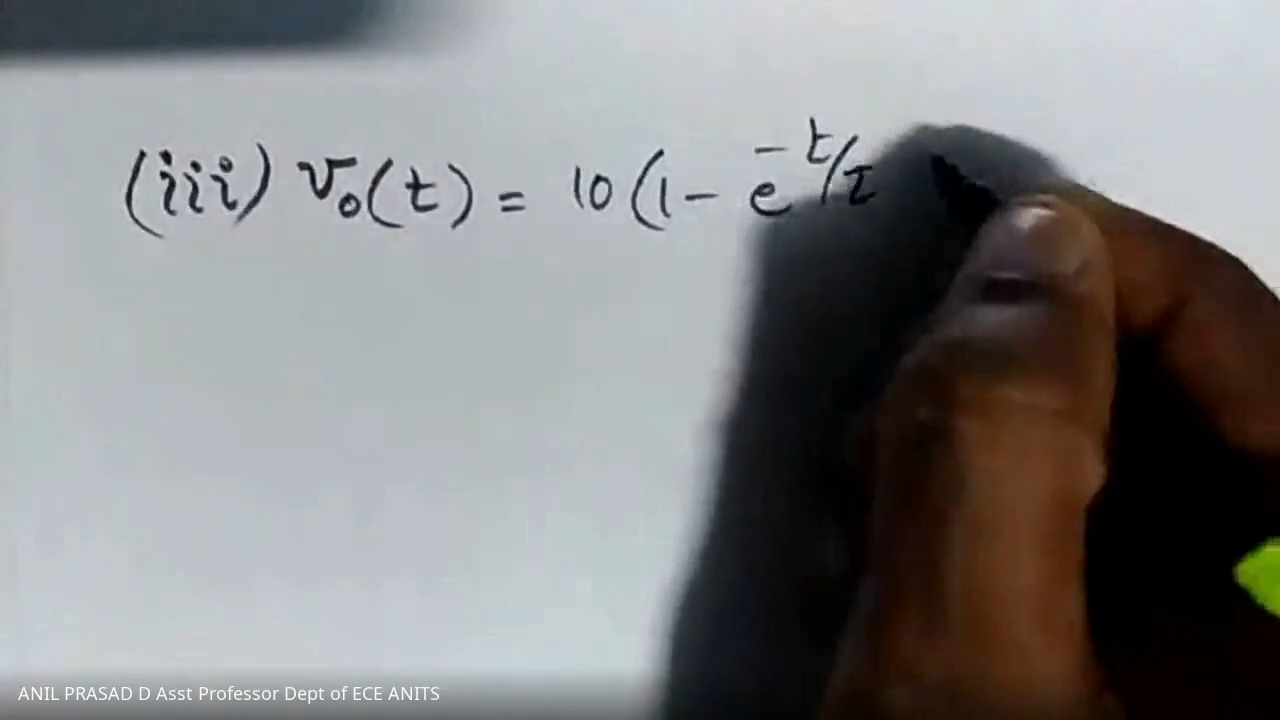 (iii) v₀(t) = 10 (1 - e^{-t/τ}
ANIL PRASAD D Asst Professor Dept of ECE ANITS